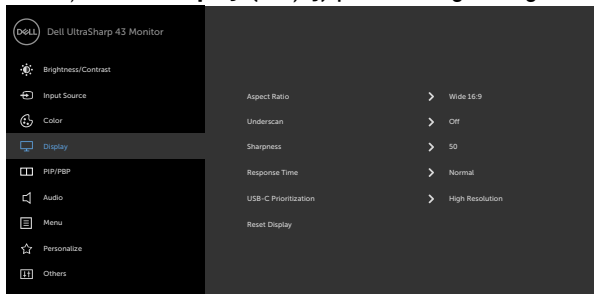 DELL
Dell UltraSharp 43 Monitor
Brightness/Contrast
Input Source
Aspect Ratio
Wide 16:9
Color
Underscan
Off
Display
Sharpness
50
PIP/PBP
Response Time
Normal
Audio
USB-C Prioritization
High Resolution
Menu
Reset Display
Personalize
Others